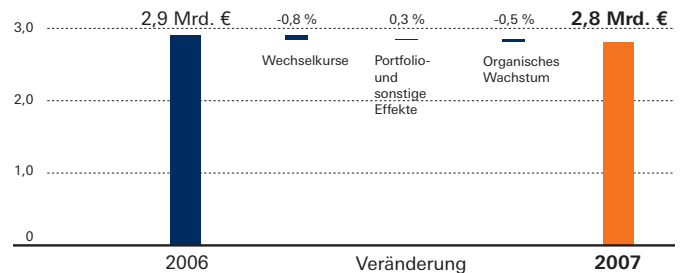 2,9 Mrd. €
-0,8 %
0,3 %
-0,5 %
2,8 Mrd. €
3,0
Wechselkurse
Portfolio-
und
sonstige
Effekte
Organisches
Wachstum
2,0
1,0
0
2006
Veränderung
2007